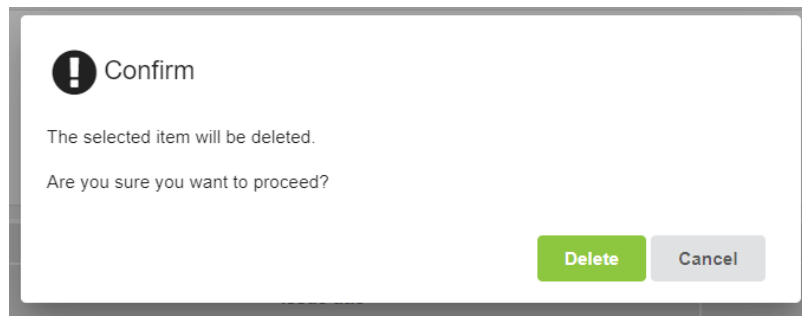 Confirm
The selected item will be deleted.
Are you sure you want to proceed?
Delete Cancel